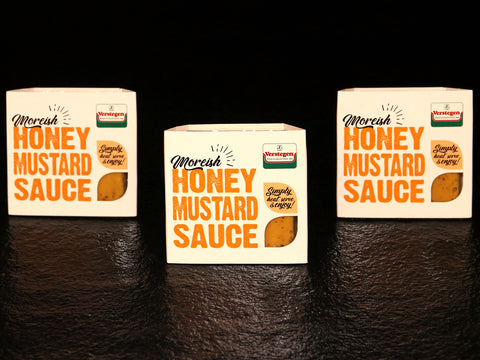 Moreish
HONEY
MUSTARD
SAUCE
Verstegen
Simply
heat serve
& enjoy!
Moreish
HONEY
MUSTARD
SAUCE
Verstegen
Simply
heat serve
& enjoy!
Moreish
HONEY
MUSTARD
SAUCE
Verstegen
Simply
heat serve
& enjoy!